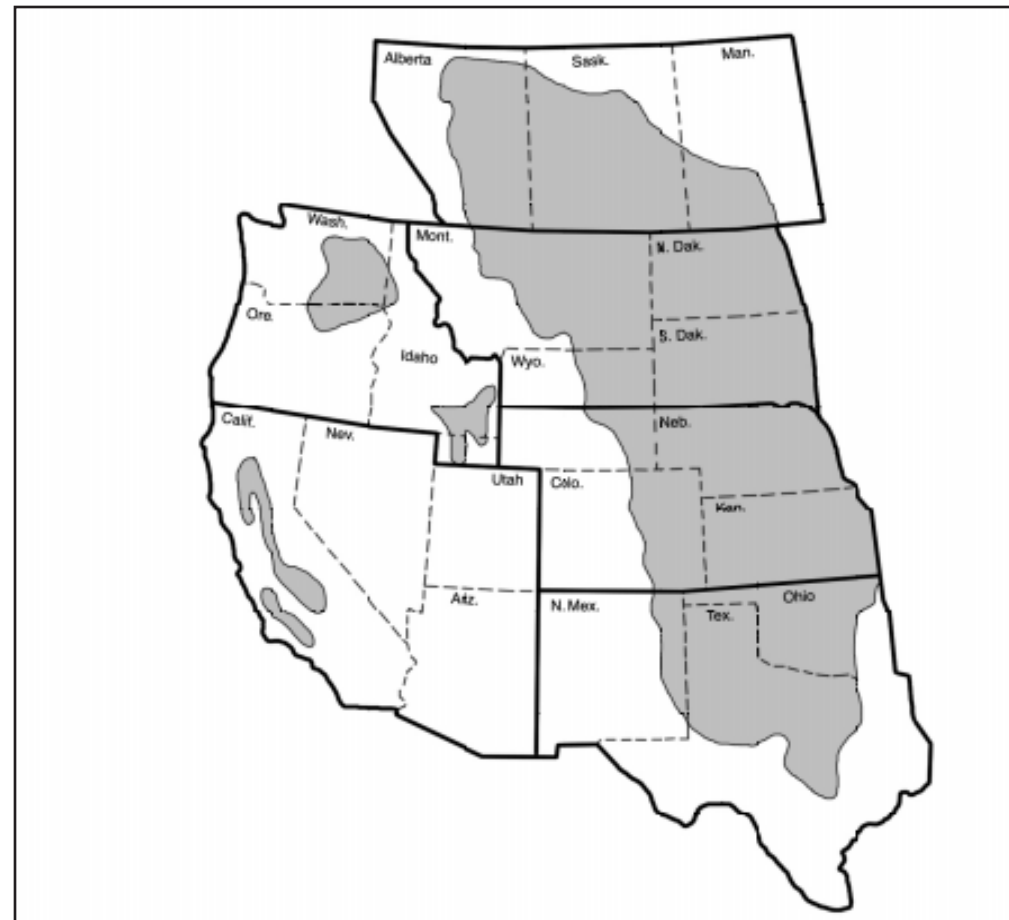 Alberta
Sask.
Man.
Wash.
Mont.
N. Dak.
Ore.
S. Dak.
Idaho
Wyo.
Calif.
Nev.
Neb.
Utah
Colo.
Kan.
Ariz.
N. Mex.
Tex.
Ohio